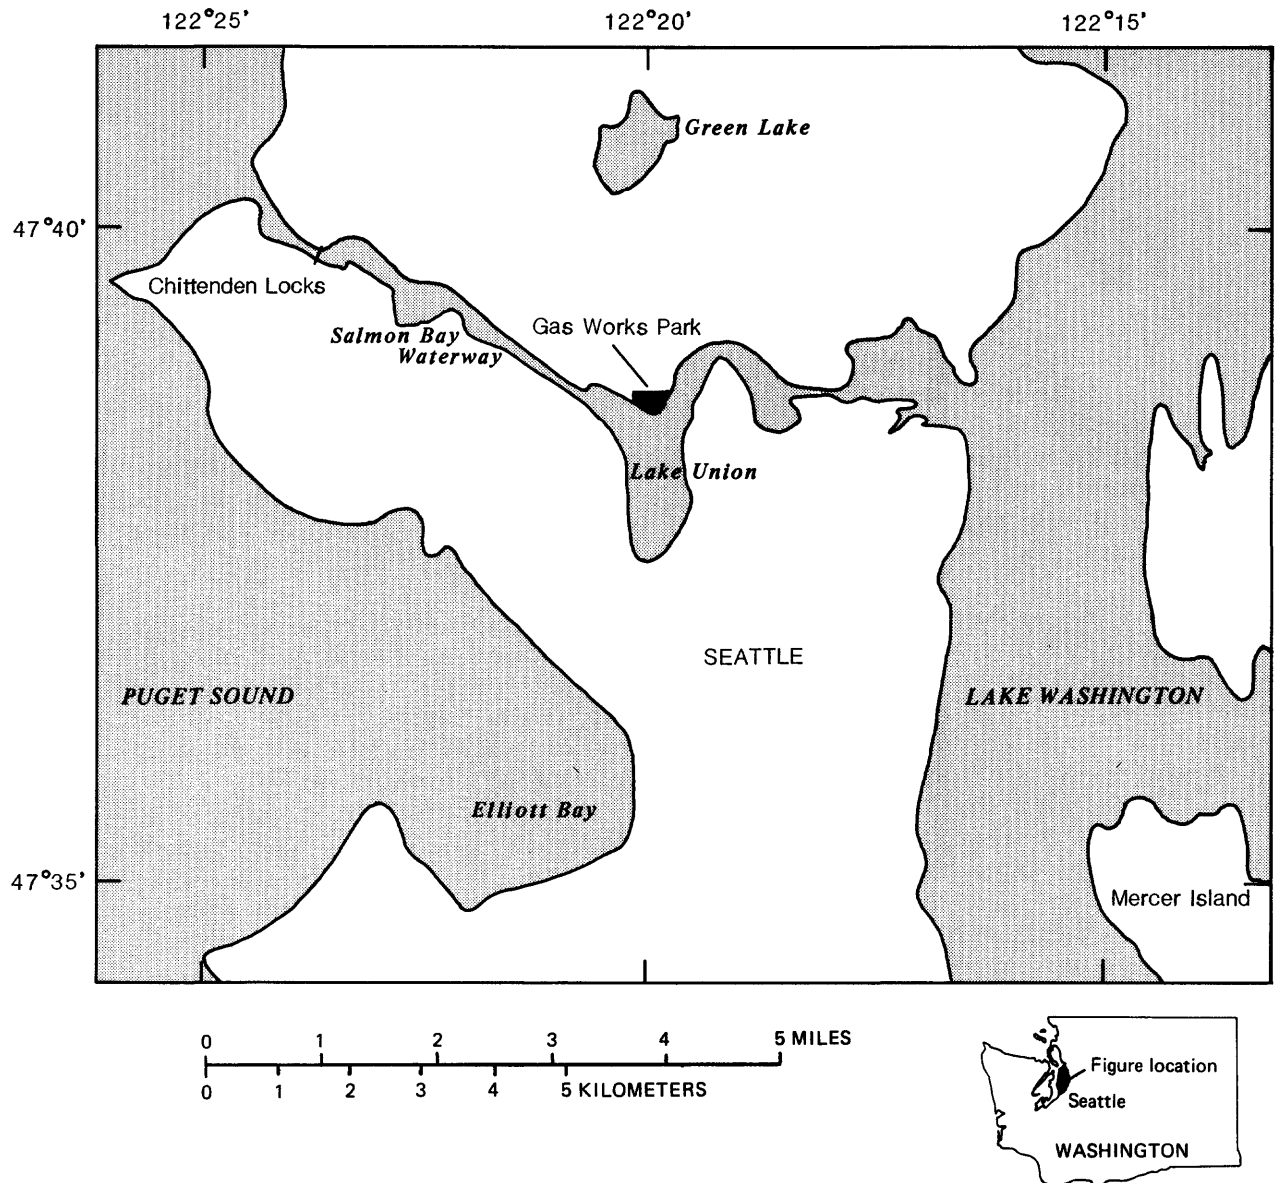 122°25' 122°20' 122°15'
Green Lake
47°40'
Chittenden Locks
Gas Works Park
Salmon Bay
Waterway
Lake Union
SEATTLE
PUGET SOUND
LAKE WASHINGTON
Elliott Bay
47°35'
Mercer Island
0 1 2 3 4 5 MILES
0 1 2 3 4 5 KILOMETERS
Figure location
Seattle
WASHINGTON